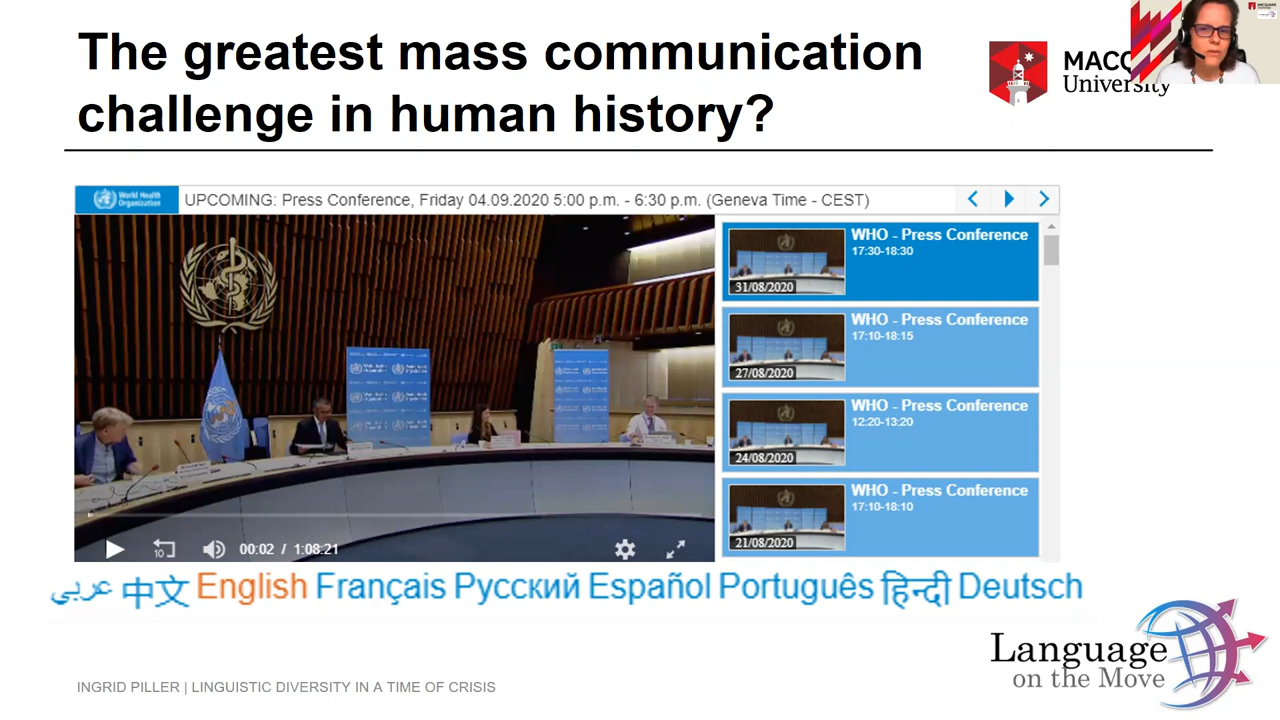 The greatest mass communication
challenge in human history?
University
World Health
Organization
UPCOMING: Press Conference, Friday 04.09.2020 5:00 p.m. - 6:30 p.m. (Geneva Time - CEST)
WHO - Press Conference
17:30-18:30
31/08/2020
WHO - Press Conference
17:10-18:15
27/08/2020
WHO - Press Conference
12:20-13:20
24/08/2020
WHO - Press Conference
17:10-18:10
21/08/2020
10
00:02 / 1:08:21
عربي 中文 English Français Русский Español Português हिन्दी Deutsch
Language
on the Move
INGRID PILLER | LINGUISTIC DIVERSITY IN A TIME OF CRISIS